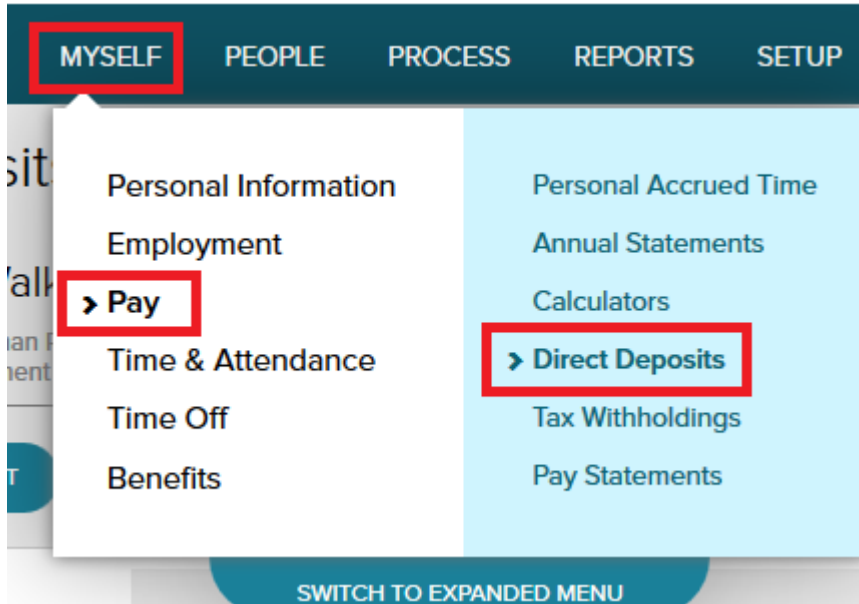 MYSELF PEOPLE PROCESS REPORTS SETUP
Personal Information
Employment
Pay
Time & Attendance
Time Off
Benefits
Personal Accrued Time
Annual Statements
Calculators
Direct Deposits
Tax Withholdings
Pay Statements
SWITCH TO EXPANDED MENU